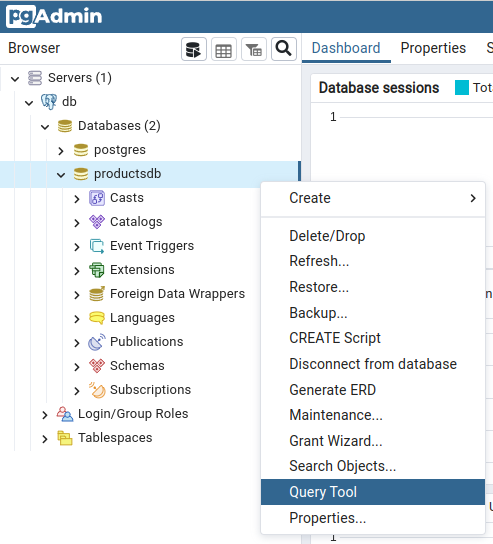 pgAdmin
Browser
Dashboard Properties S
Servers (1)
db
Databases (2)
postgres
productsdb
Casts
Catalogs
Event Triggers
Extensions
Foreign Data Wrappers
Languages
Publications
Schemas
Subscriptions
Login/Group Roles
Tablespaces
Database sessions Tot
1
Create
Delete/Drop
Refresh...
Restore...
Backup...
CREATE Script
Disconnect from database
Generate ERD
Maintenance...
Grant Wizard...
Search Objects...
Query Tool
Properties...
n
U
1